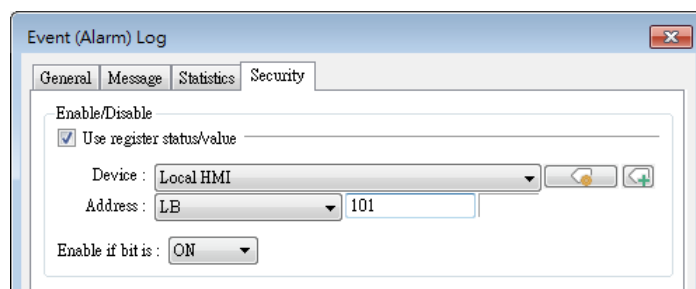 Event (Alarm) Log
General Message Statistics Security
Enable/Disable
Use register status/value
Device : Local HMI
Address : LB 101
Enable if bit is : ON